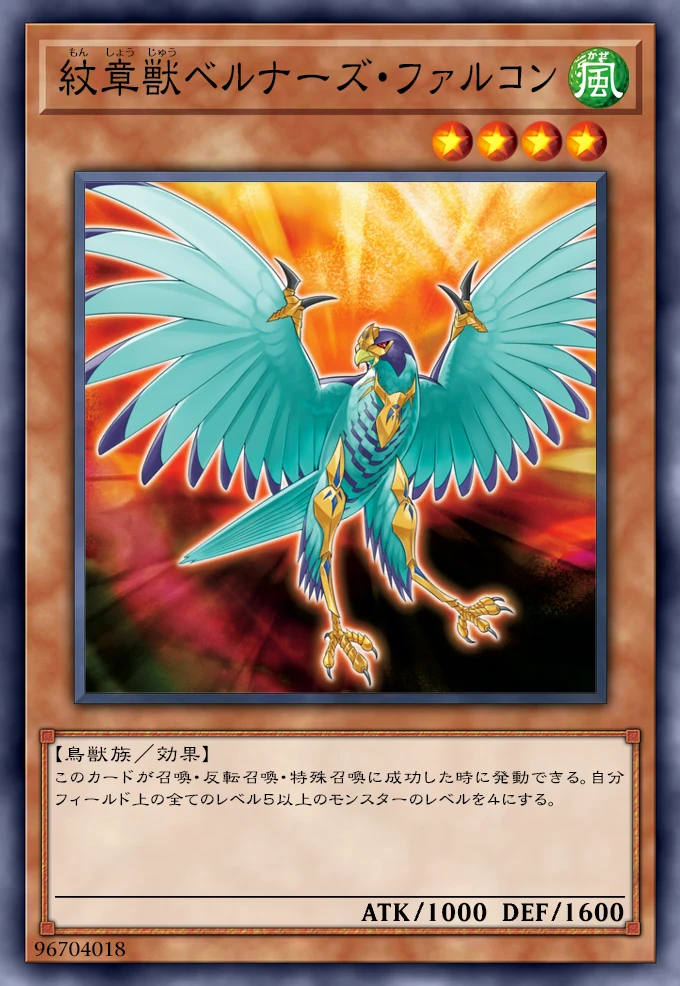 もん しょう じゅう
紋章獣ベルナーズ・ファルコン
かぜ
風
【鳥獣族／効果】
このカードが召喚・反転召喚・特殊召喚に成功した時に発動できる。自分
フィールド上の全てのレベル５以上のモンスターのレベルを４にする。
ATK/1000 DEF/1600
96704018